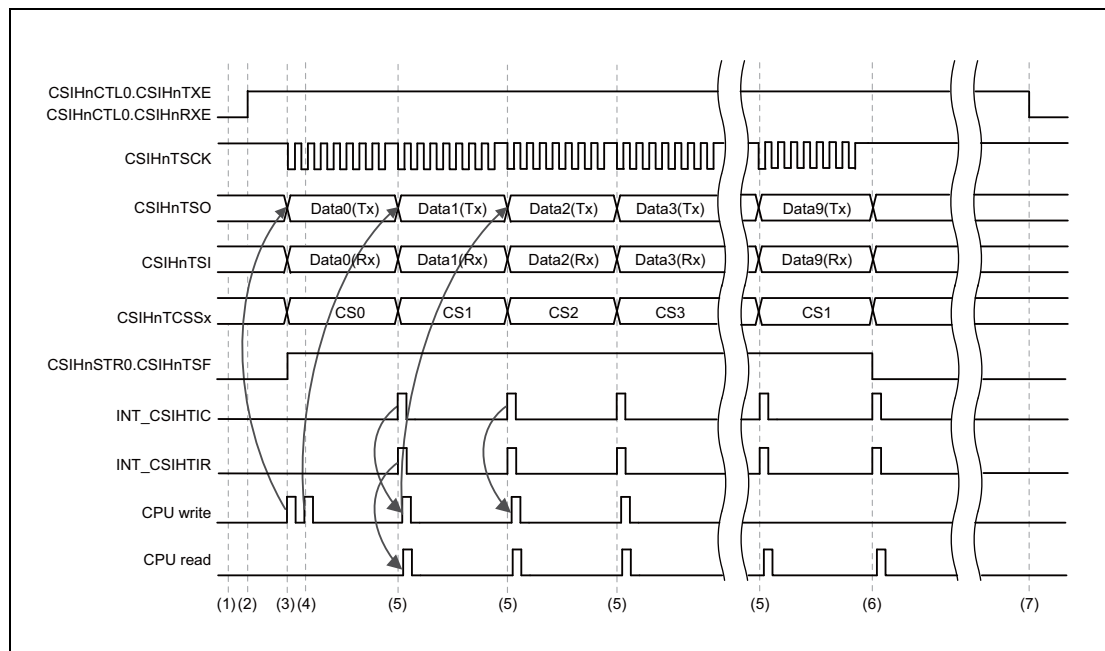 CSIHnCTL0.CSIHnTXE
CSIHnCTL0.CSIHnRXE
CSIHnTSCK
CSIHnTSO Data0(Tx) Data1(Tx) Data2(Tx) Data3(Tx) Data9(Tx)
CSIHnTSI Data0(Rx) Data1(Rx) Data2(Rx) Data3(Rx) Data9(Rx)
CSIHnTCSSx CS0 CS1 CS2 CS3 CS1
CSIHnSTR0.CSIHnTSF
INT_CSIHTIC
INT_CSIHTIR
CPU write
CPU read
(1) (2) (3) (4) (5) (5) (5) (5) (6) (7)